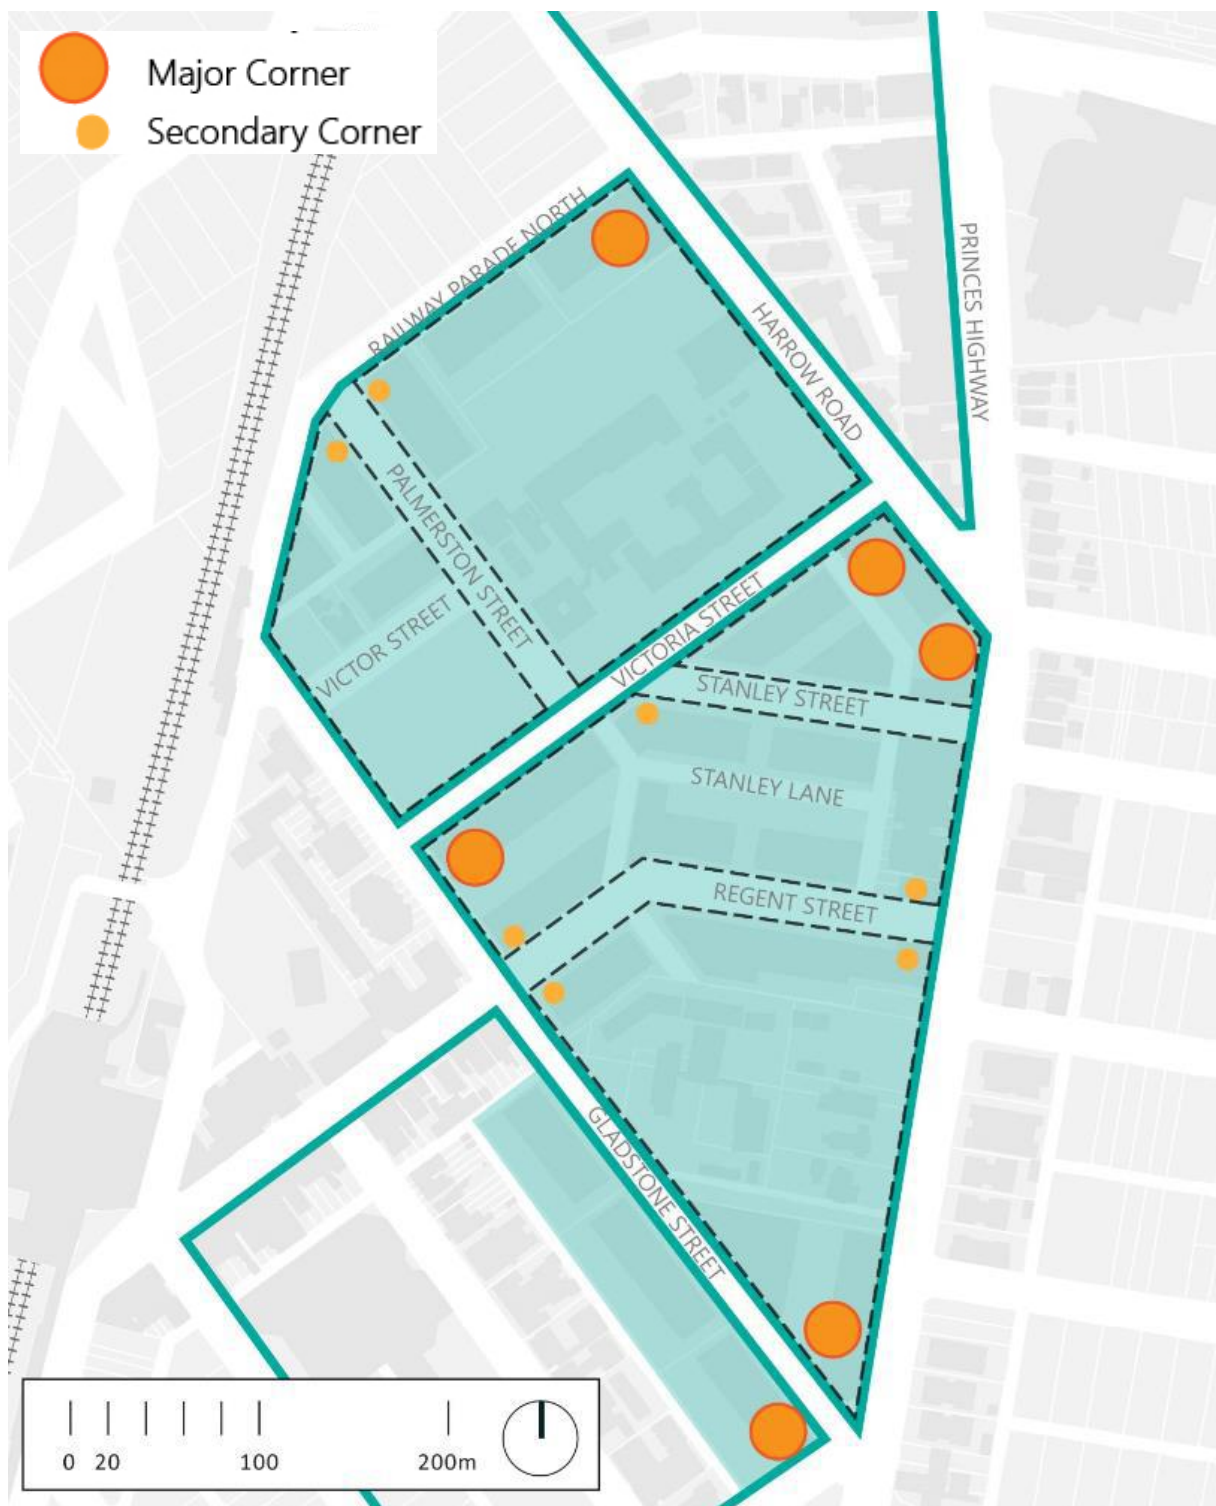 Major Corner
Secondary Corner
RAILWAY PARADE NORTH
PRINCES HIGHWAY
HARROW ROAD
PALMERSTON STREET
VICTOR STREET
VICTORIA STREET
STANLEY STREET
STANLEY LANE
REGENT STREET
GLADSTONE STREET
0 20 100 200m